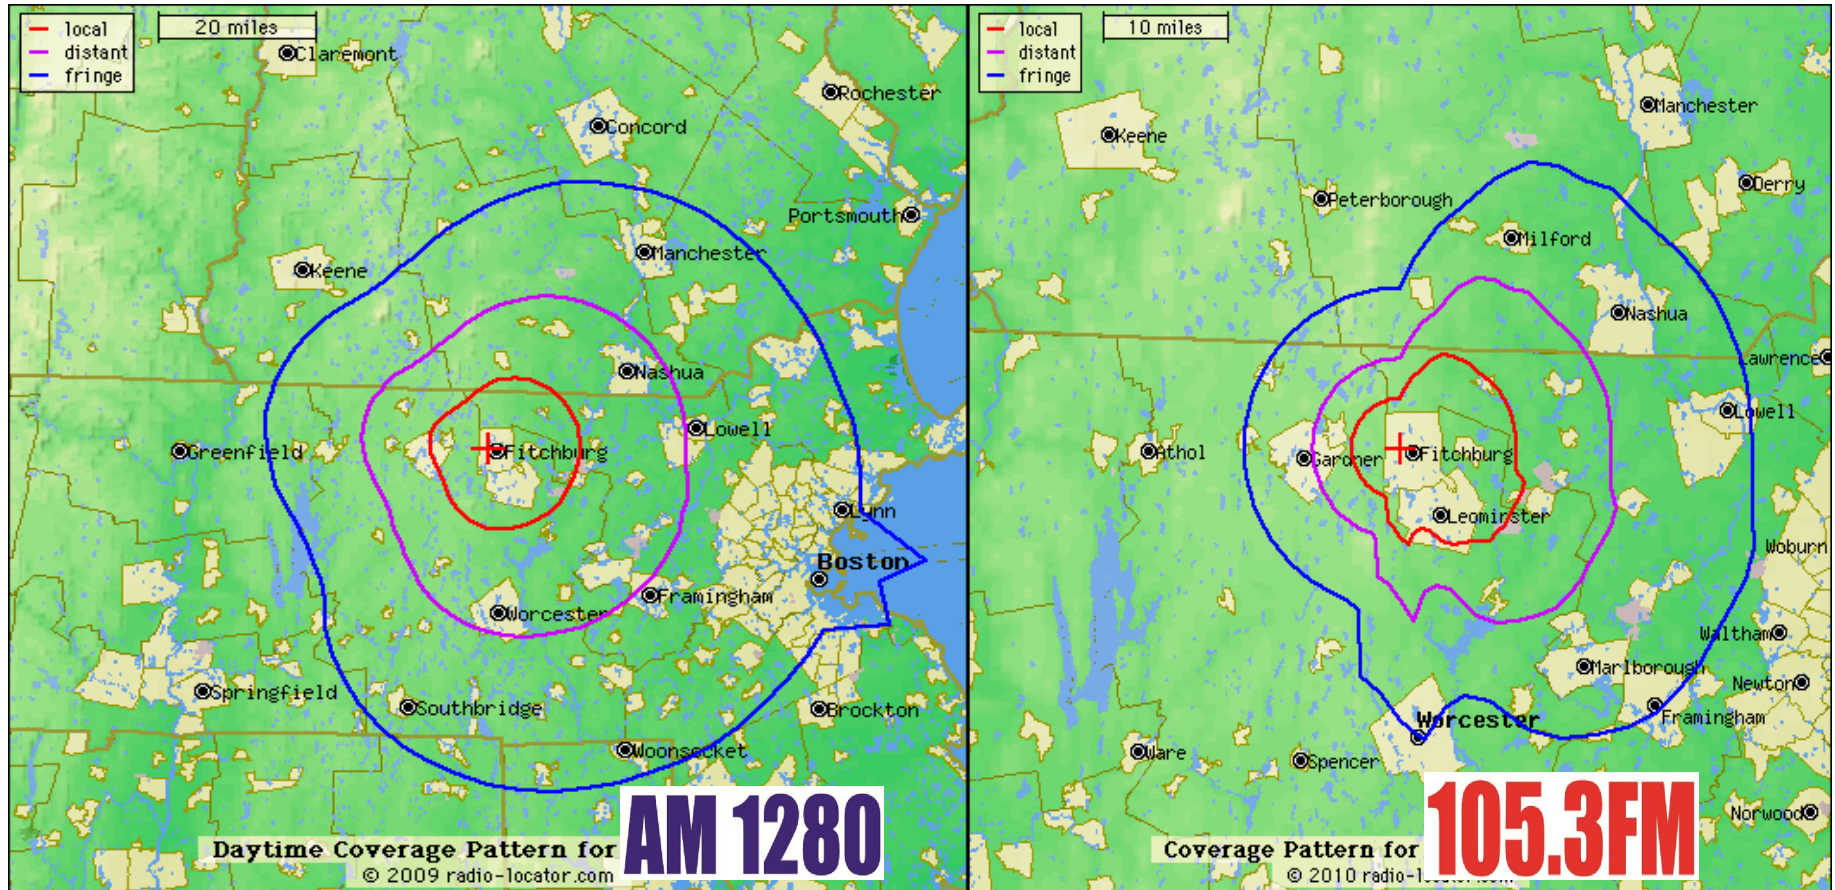 local
distant
fringe
20 miles
Claremont
Rochester
Concord
Portsmouth
Manchester
Keene
Nashua
Lowell
Greenfield
Fitchburg
Lynn
Boston
Framingham
Worcester
Springfield
Southbridge
Brockton
Woonsocket
Daytime Coverage Pattern for
AM 1280
© 2009 radio-locator.com
local
distant
fringe
10 miles
Manchester
Keene
Derry
Peterborough
Milford
Nashua
Lawrence
Lowell
Athol
Gardner
Fitchburg
Leominster
Woburn
Waltham
Marlborough
Newton
Framingham
Worcester
Ware
Spencer
Norwood
Coverage Pattern for
105.3FM
© 2010 radio-locator.com